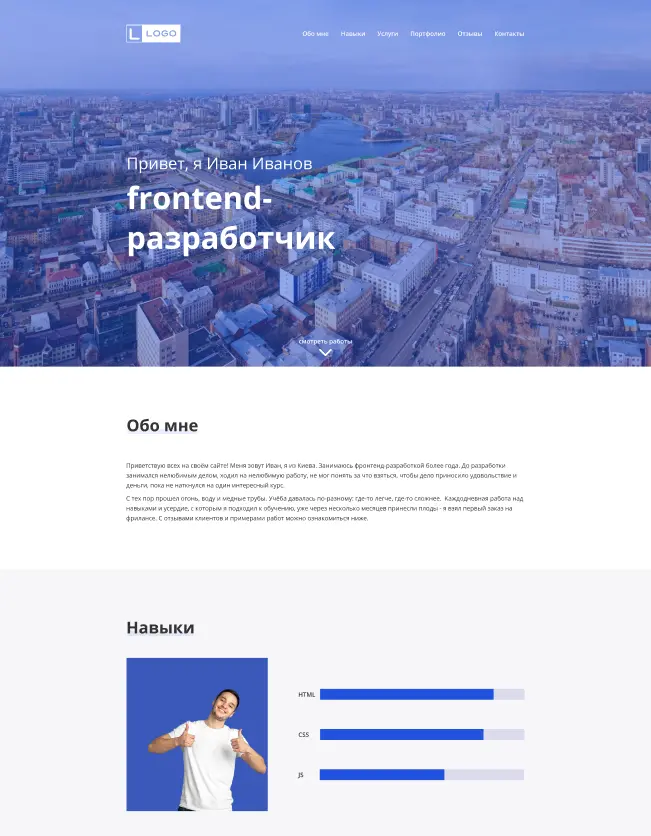 L LOGO
Обо мне Навыки Услуги Портфолио Отзывы Контакты
Привет, я Иван Иванов
frontend-
разработчик
смотреть работы
Обо мне
Приветствую всех на своём сайте! Меня зовут Иван, я из Киева. Занимаюсь фронтенд-разработкой более года. До разработки
занимался нелюбимым делом, ходил на нелюбимую работу, не мог понять за что взяться, чтобы дело приносило удовольствие и
деньги, пока не наткнулся на один интересный курс.
С тех пор прошел огонь, воду и медные трубы. Учёба давалась по-разному: где-то легче, где-то сложнее. Каждодневная работа над
навыками и усердие, с которым я подходил к обучению, уже через несколько месяцев принесли плоды - я взял первый заказ на
фрилансе. С отзывами клиентов и примерами работ можно ознакомиться ниже.
Навыки
HTML
CSS
JS